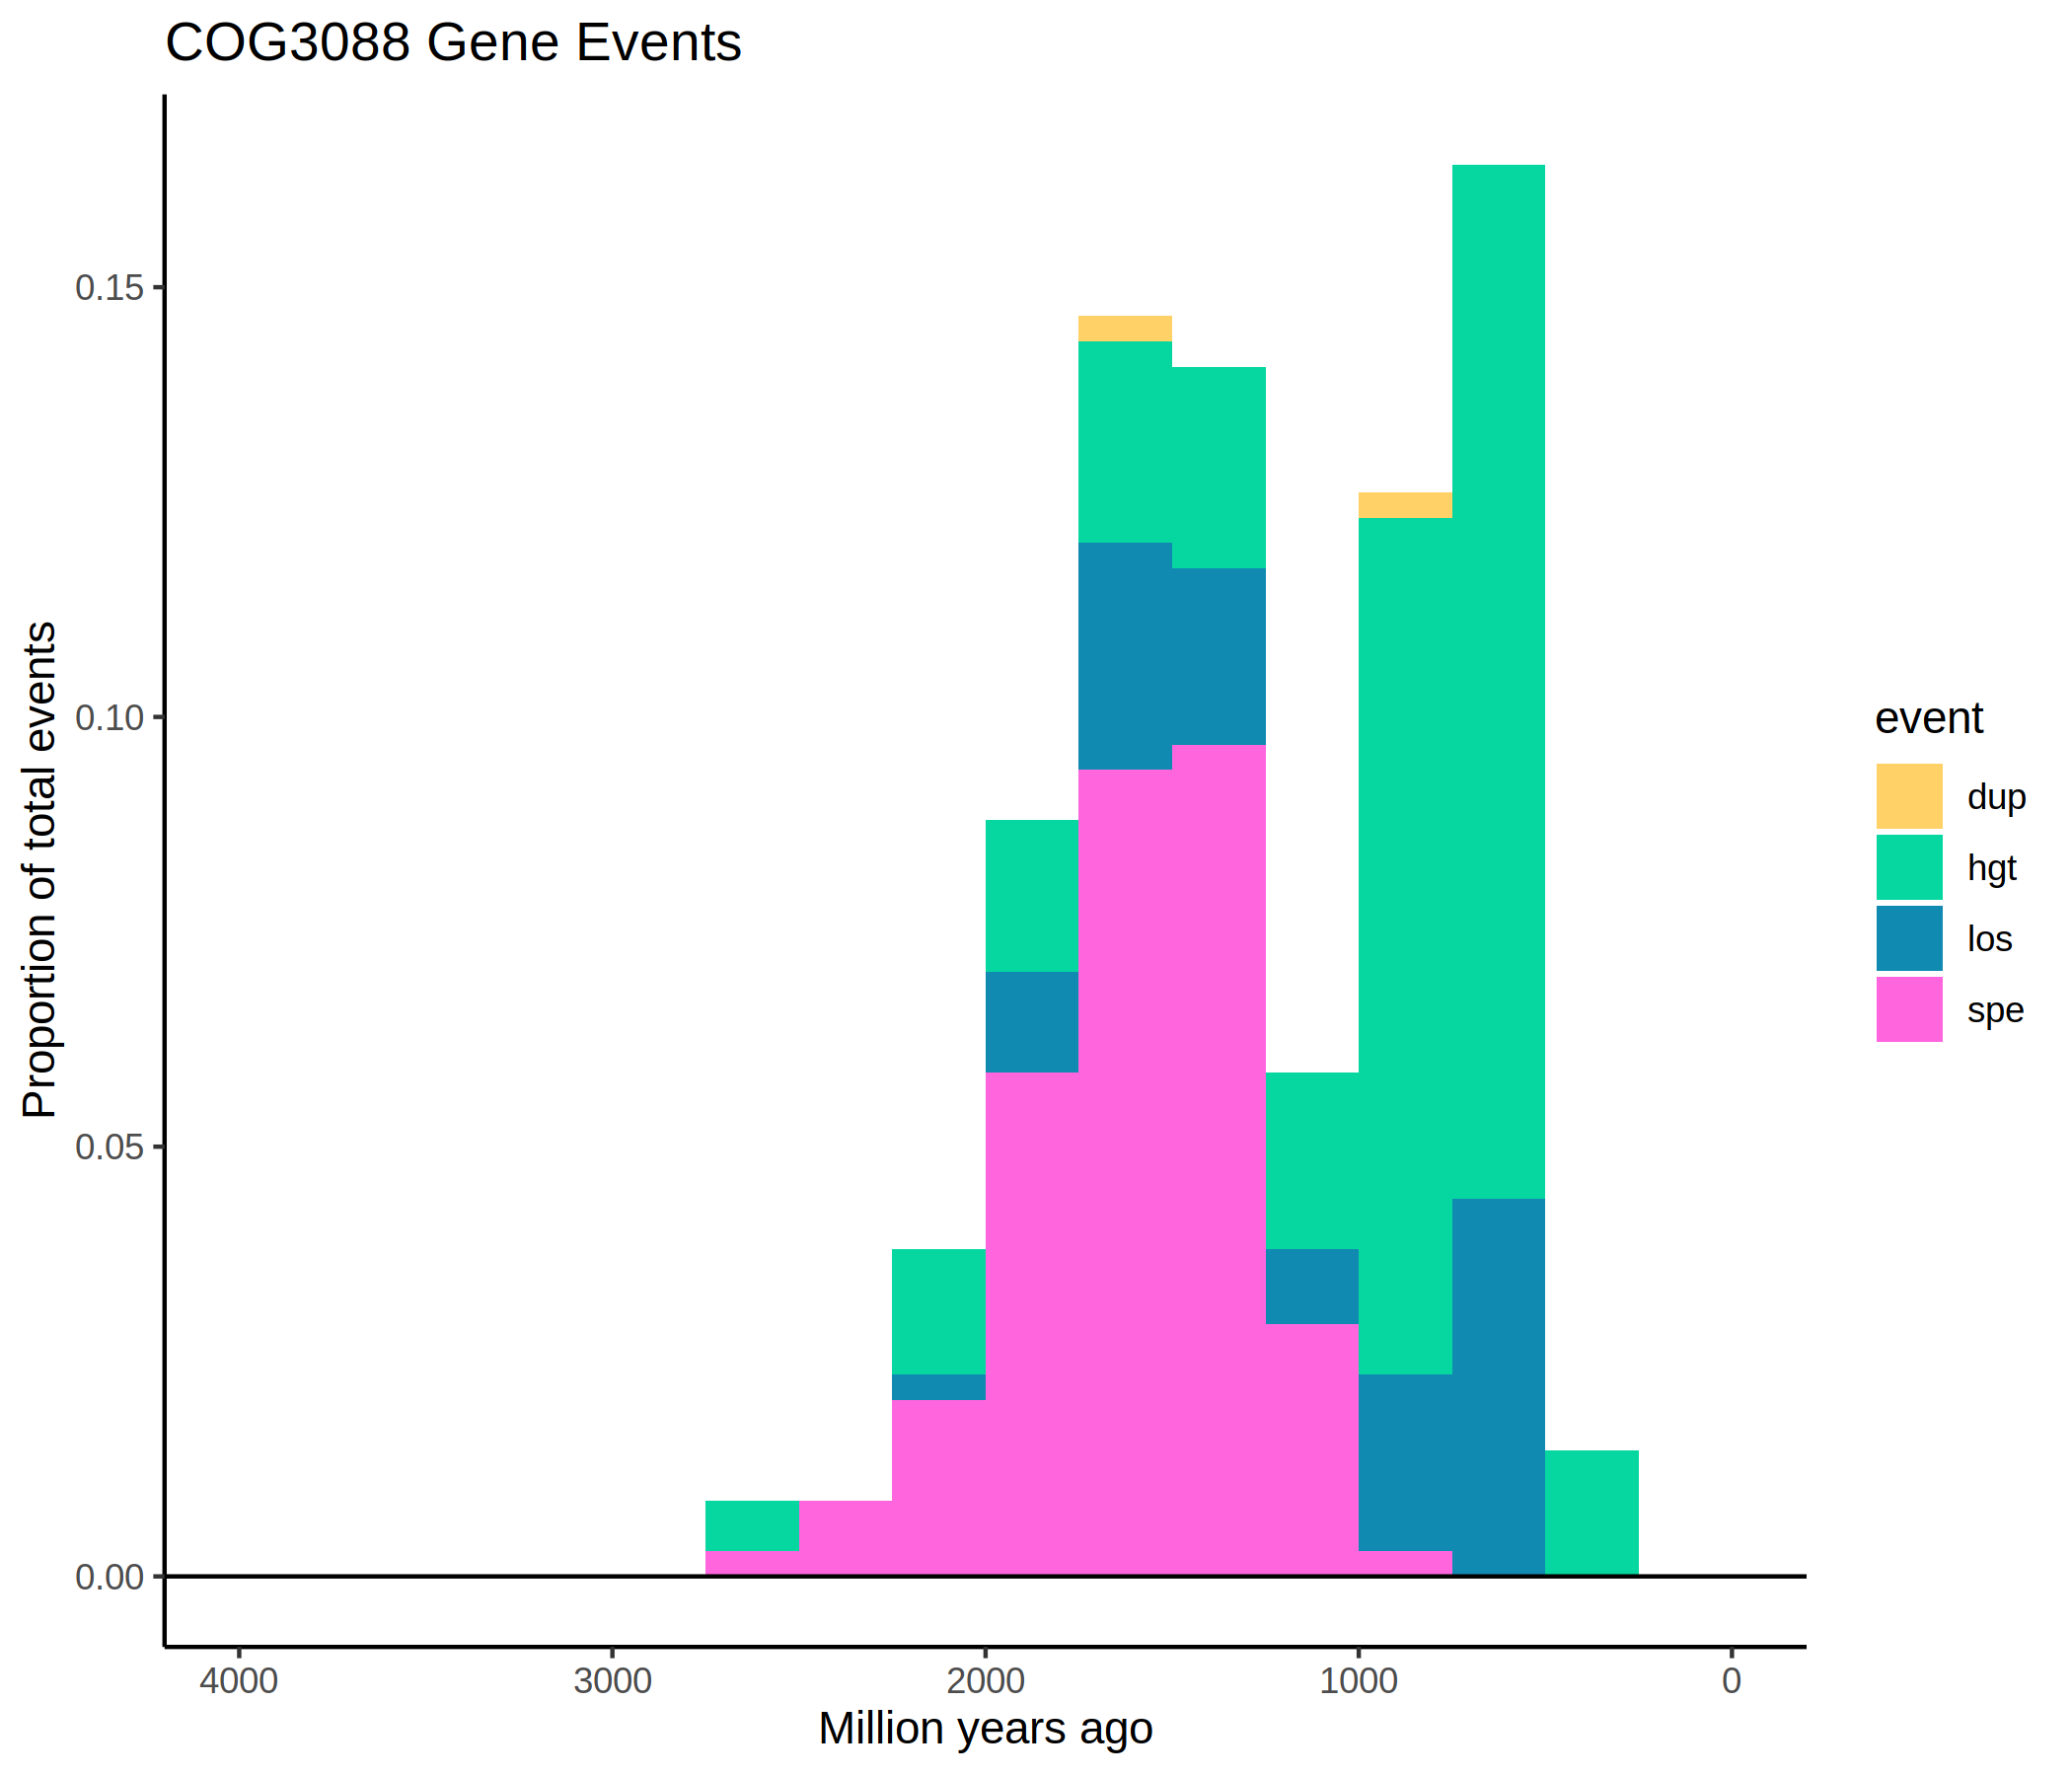 COG3088 Gene Events
Proportion of total events
0.15
0.10
0.05
0.00
4000 3000 2000 1000 0
Million years ago
event
dup
hgt
los
spe